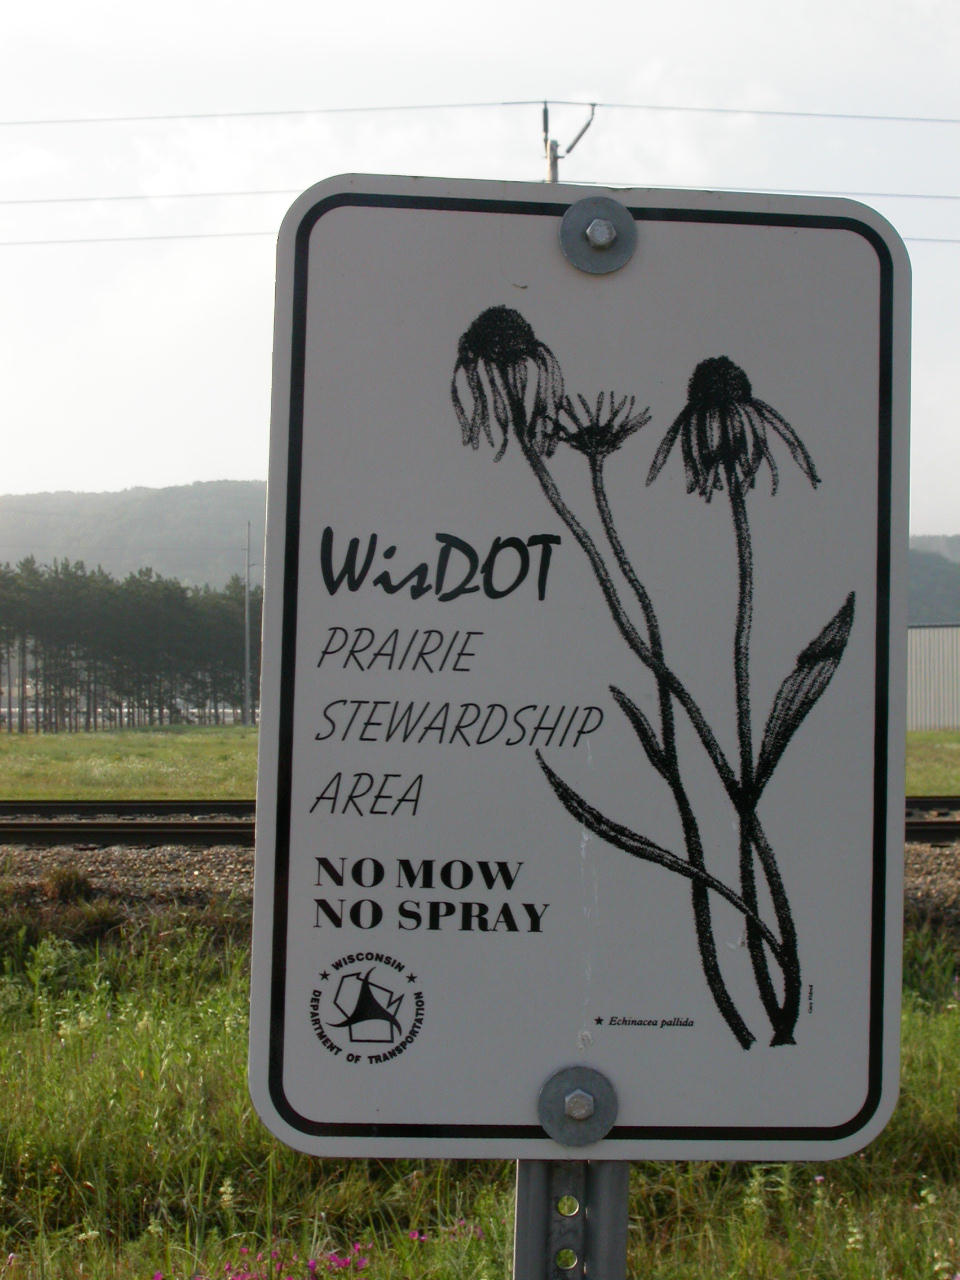 WisDOT
PRAIRIE
STEWARDSHIP
AREA
NO MOW
NO SPRAY
WISCONSIN
DEPARTMENT OF TRANSPORTATION
★ Echinacea pallida